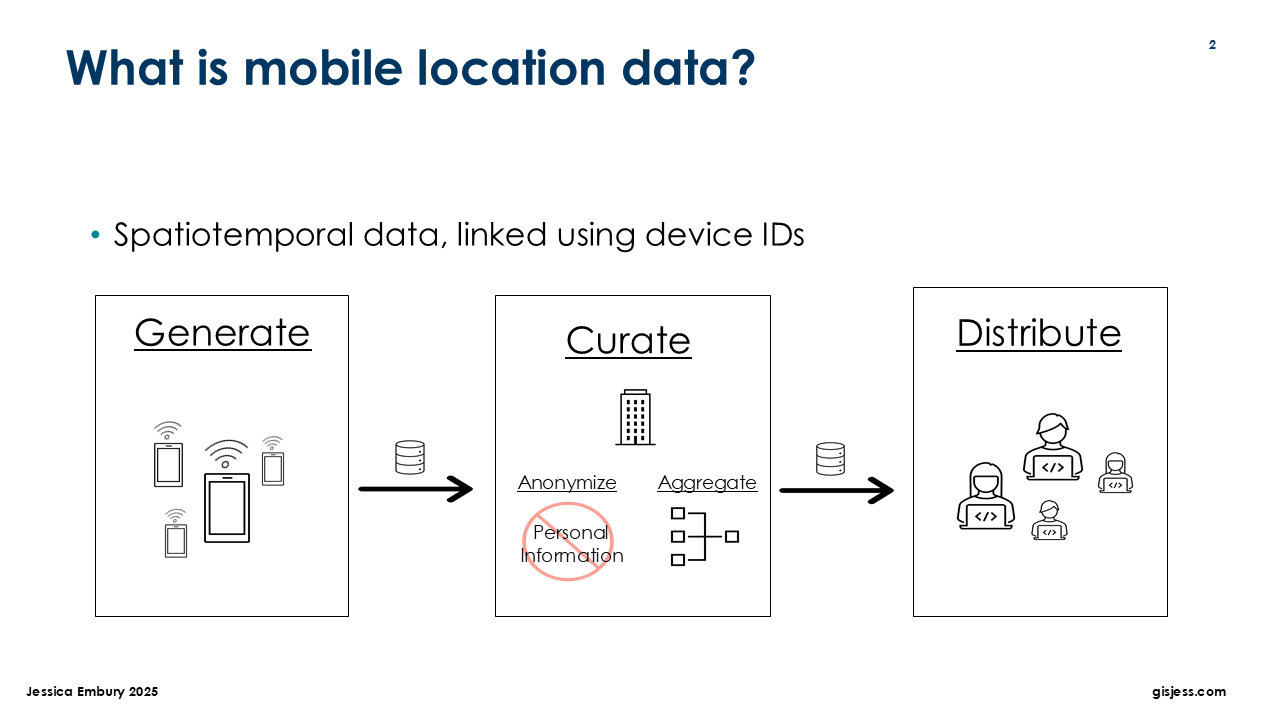 What is mobile location data?
2
• Spatiotemporal data, linked using device IDs
Generate
Curate
Anonymize
Personal
Information
Aggregate
Distribute
</>
</>
</>
</>
Jessica Embury 2025
gisjess.com